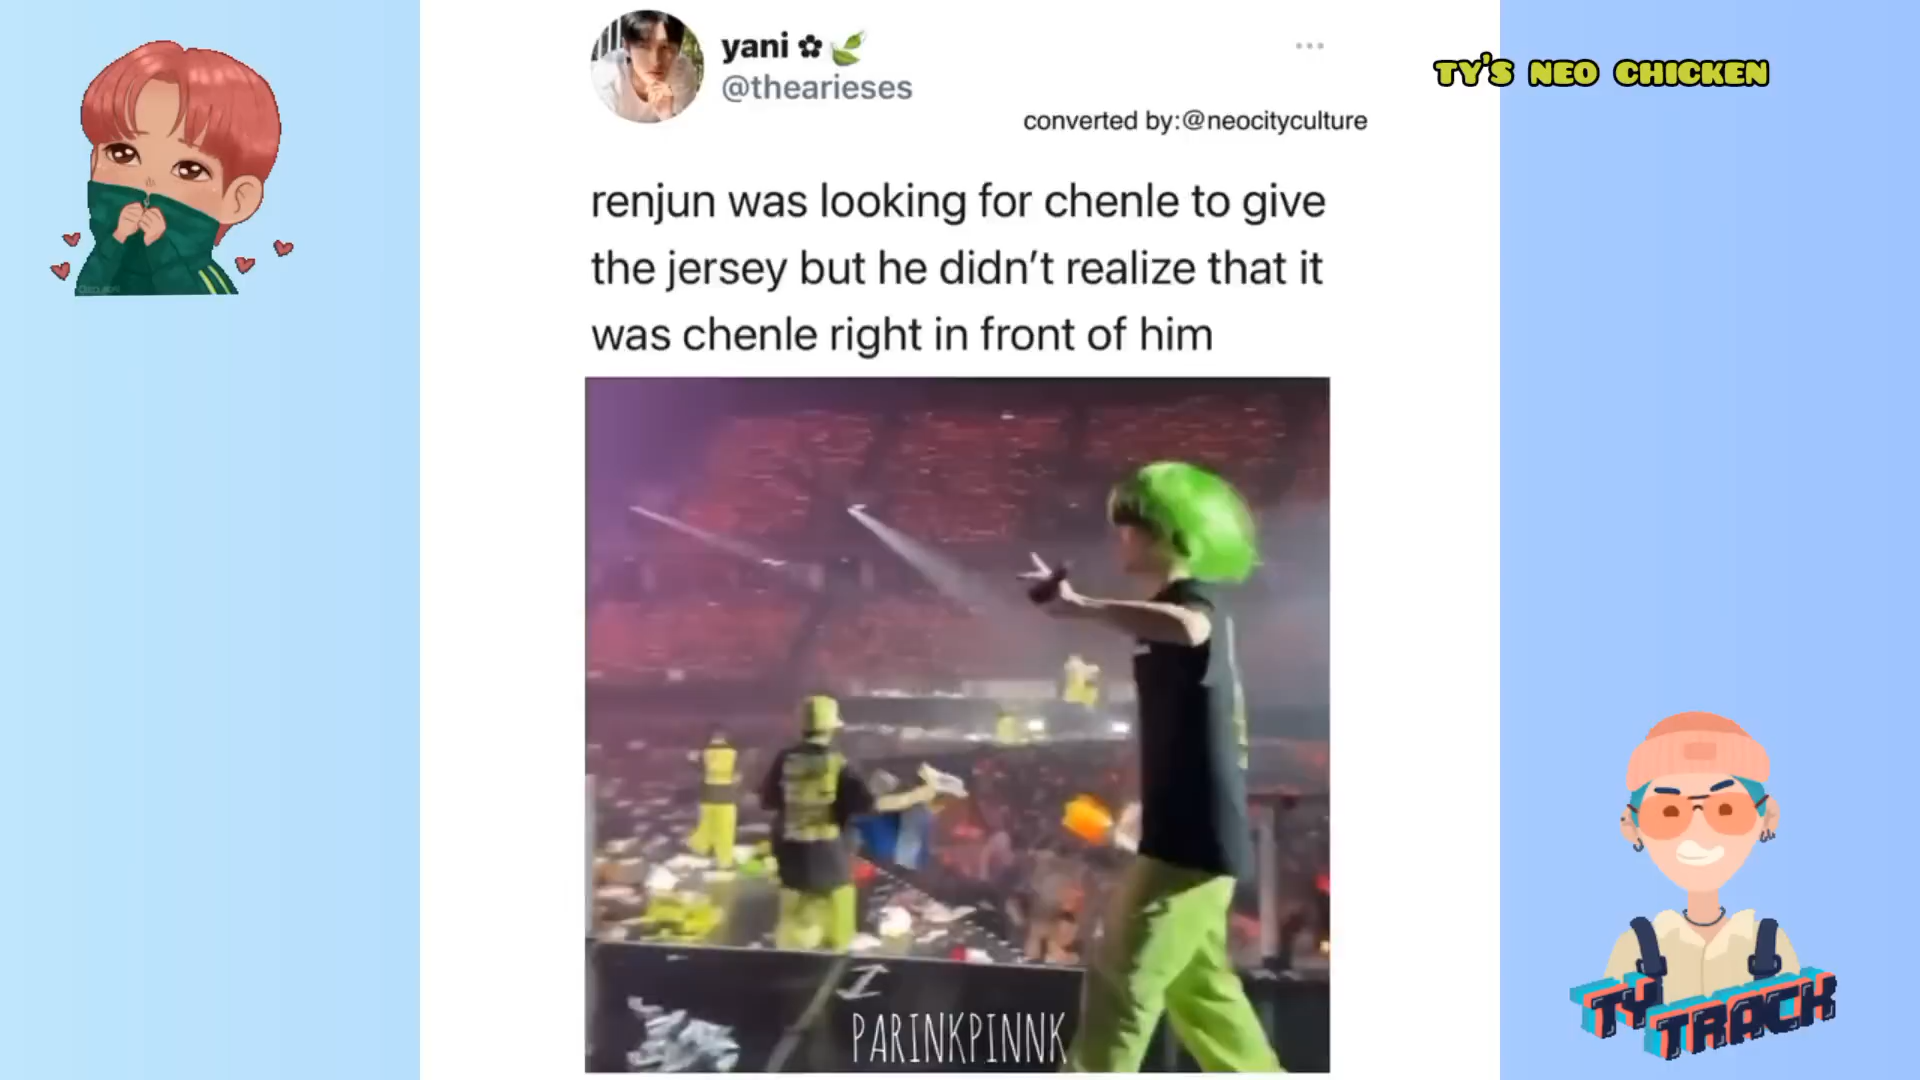 yani
@thearieses
TY'S NEO CHICKEN
converted by:@neocityculture
renjun was looking for chenle to give
the jersey but he didn't realize that it
was chenle right in front of him
PARINKPINNK
TY
TRACK